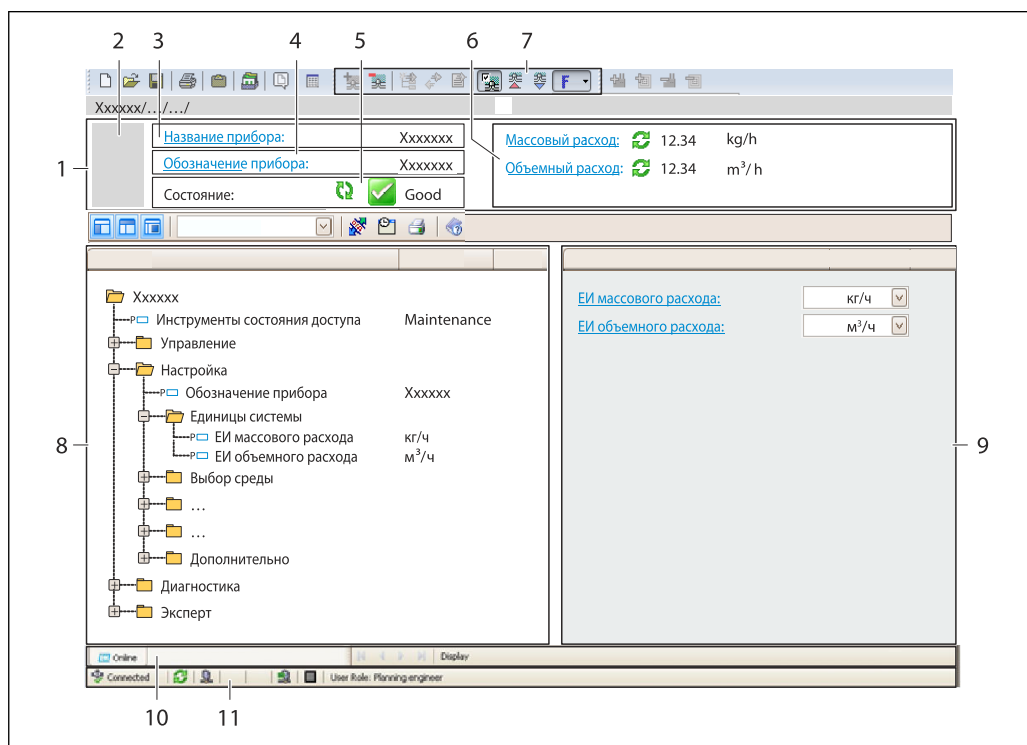 2 3 4 5 6 7
F
Xxxxxx/…/…/
1
Название прибора: Xxxxxxx
Обозначение прибора: Xxxxxxx
Состояние: Good
Массовый расход: 12.34 kg/h
Объемный расход: 12.34 m³/h
8
Xxxxxx
P Инструменты состояния доступа Maintenance
Управление
Настройка
P Обозначение прибора Xxxxxx
Единицы системы
P ЕИ массового расхода кг/ч
P ЕИ объемного расхода м³/ч
Выбор среды
…
…
Дополнительно
Диагностика
Эксперт
ЕИ массового расхода: кг/ч
ЕИ объемного расхода: м³/ч
9
Online Display
Connected User Role: Planning engineer
10 11